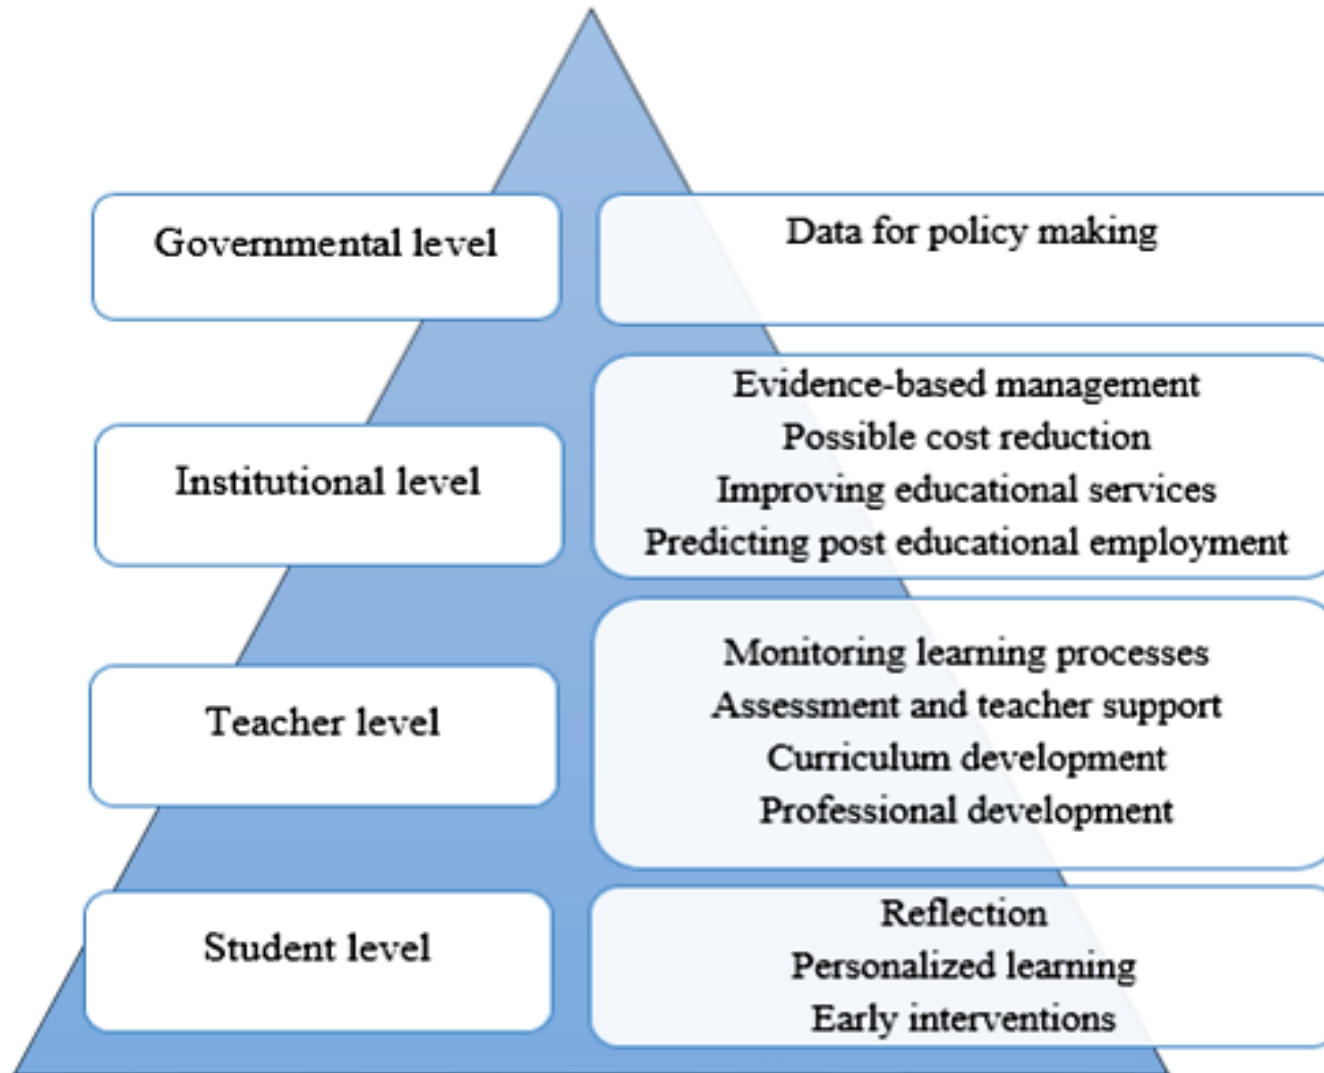 Governmental level
Data for policy making
Institutional level
Evidence-based management
Possible cost reduction
Improving educational services
Predicting post educational employment
Teacher level
Monitoring learning processes
Assessment and teacher support
Curriculum development
Professional development
Student level
Reflection
Personalized learning
Early interventions